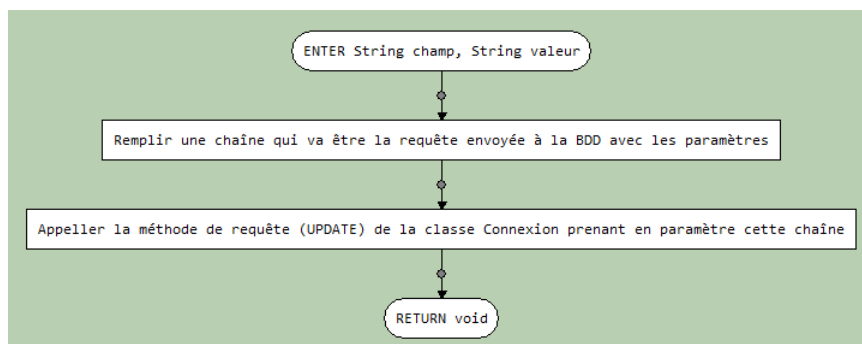 ENTER String champ, String valeur
Remplir une chaîne qui va être la requête envoyée à la BDD avec les paramètres
Appeller la méthode de requête (UPDATE) de la classe Connexion prenant en paramètre cette chaîne
RETURN void